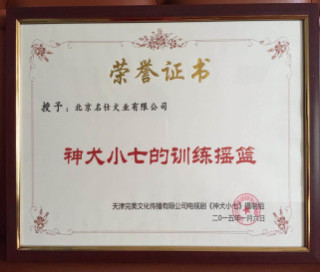 荣誉证书
授予：北京名仕犬业有限公司
神犬小七的训练摇篮
天津完美文化传播有限公司电视剧《神犬小七》摄制组
二〇一五年一月六日